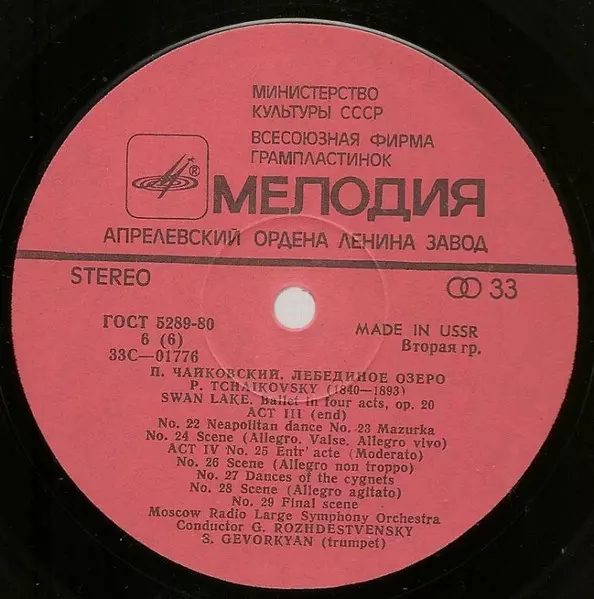 МИНИСТЕРСТВО
КУЛЬТУРЫ СССР
ВСЕСОЮЗНАЯ ФИРМА
ГРАМПЛАСТИНОК
®
МЕЛОДИЯ
АПРЕЛЕВСКИЙ ОРДЕНА ЛЕНИНА ЗАВОД
STEREO
33
ГОСТ 5289-80
6 (6)
33С—01776
MADE IN USSR
Вторая гр.
П. ЧАЙКОВСКИЙ. ЛЕБЕДИНОЕ ОЗЕРО
P. TCHAIKOVSKY (1840—1893)
SWAN LAKE. Ballet in four acts, op. 20
ACT III (end)
No. 22 Neapolitan dance No. 23 Mazurka
No. 24 Scene (Allegro. Valse. Allegro vivo)
ACT IV No. 25 Entr'acte (Moderato)
No. 26 Scene (Allegro non troppo)
No. 27 Dances of the cygnets
No. 28 Scene (Allegro agitato)
No. 29 Final scene
Moscow Radio Large Symphony Orchestra
Conductor G. ROZHDESTVENSKY
S. GEVORKYAN (trumpet)